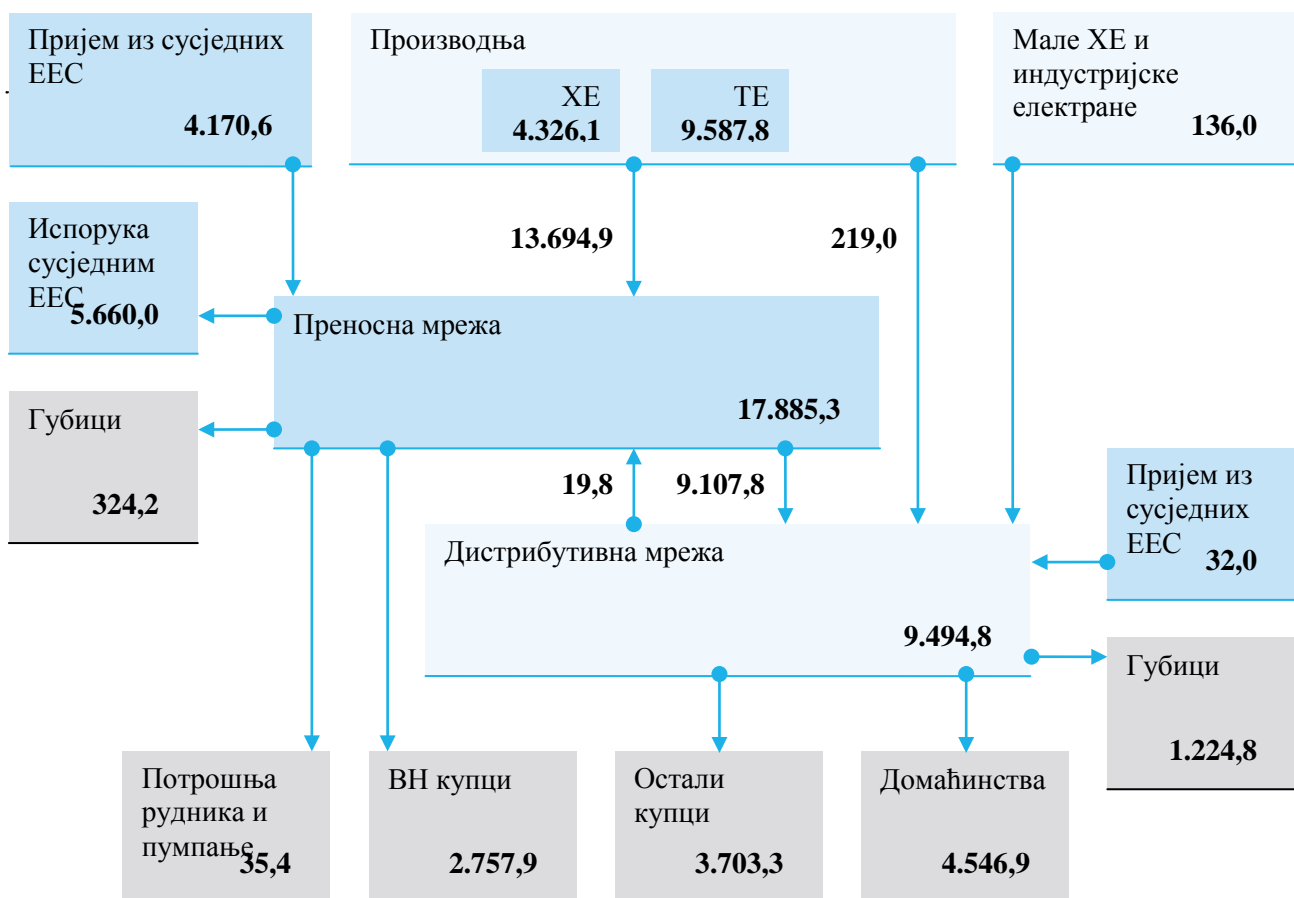 Пријем из сусједних
ЕЕС
4.170,6
Производња
ХЕ
4.326,1
ТЕ
9.587,8
Мале ХЕ и
индустријске
електране
136,0
Испорука
сусједним
ЕЕС
5.660,0
13.694,9
219,0
Преносна мрежа
17.885,3
Губици
324,2
19,8
9.107,8
Пријем из
сусједних
ЕЕС
32,0
Дистрибутивна мрежа
9.494,8
Губици
1.224,8
Потрошња
рудника и
пумпање
35,4
ВН купци
2.757,9
Остали
купци
3.703,3
Домаћинства
4.546,9